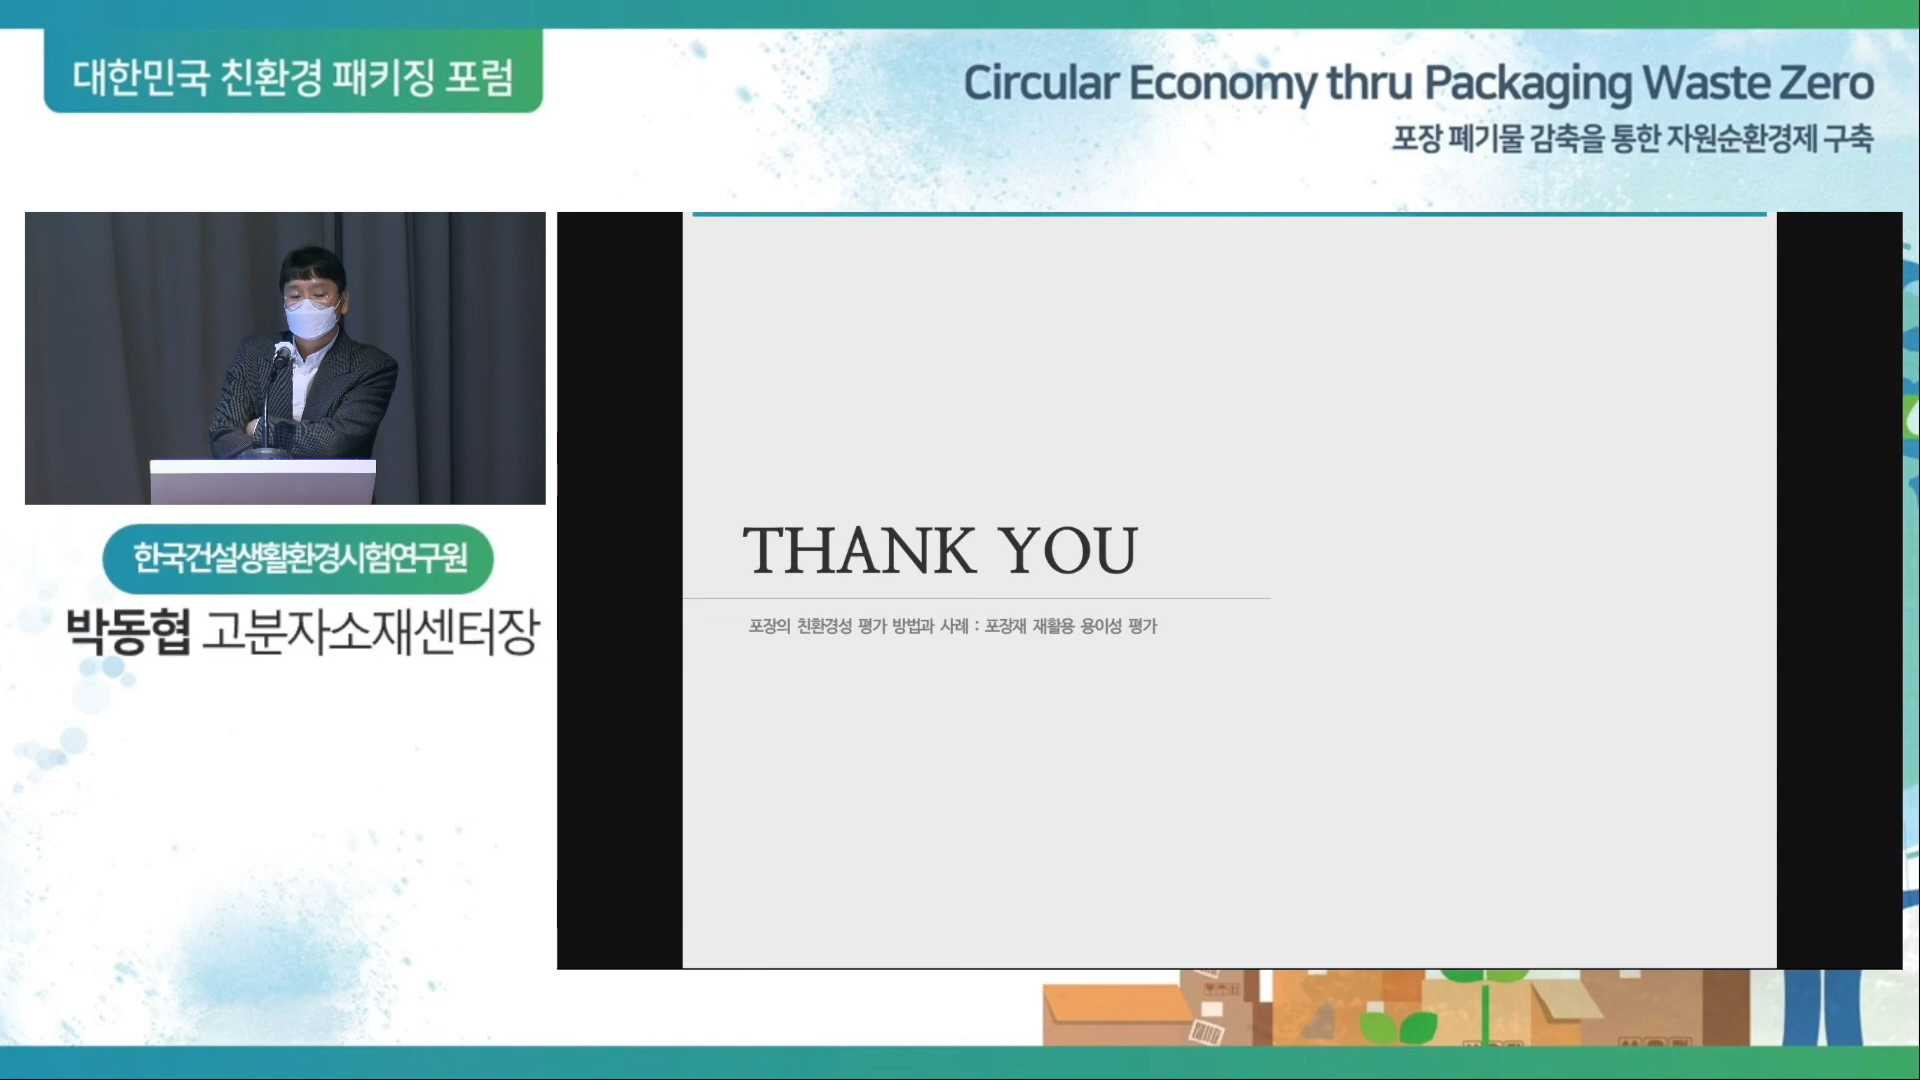 대한민국 친환경 패키징 포럼
Circular Economy thru Packaging Waste Zero
포장 폐기물 감축을 통한 자원순환경제 구축
한국건설생활환경시험연구원
박동협 고분자소재센터장
THANK YOU
포장의 친환경성 평가 방법과 사례 : 포장재 재활용 용이성 평가